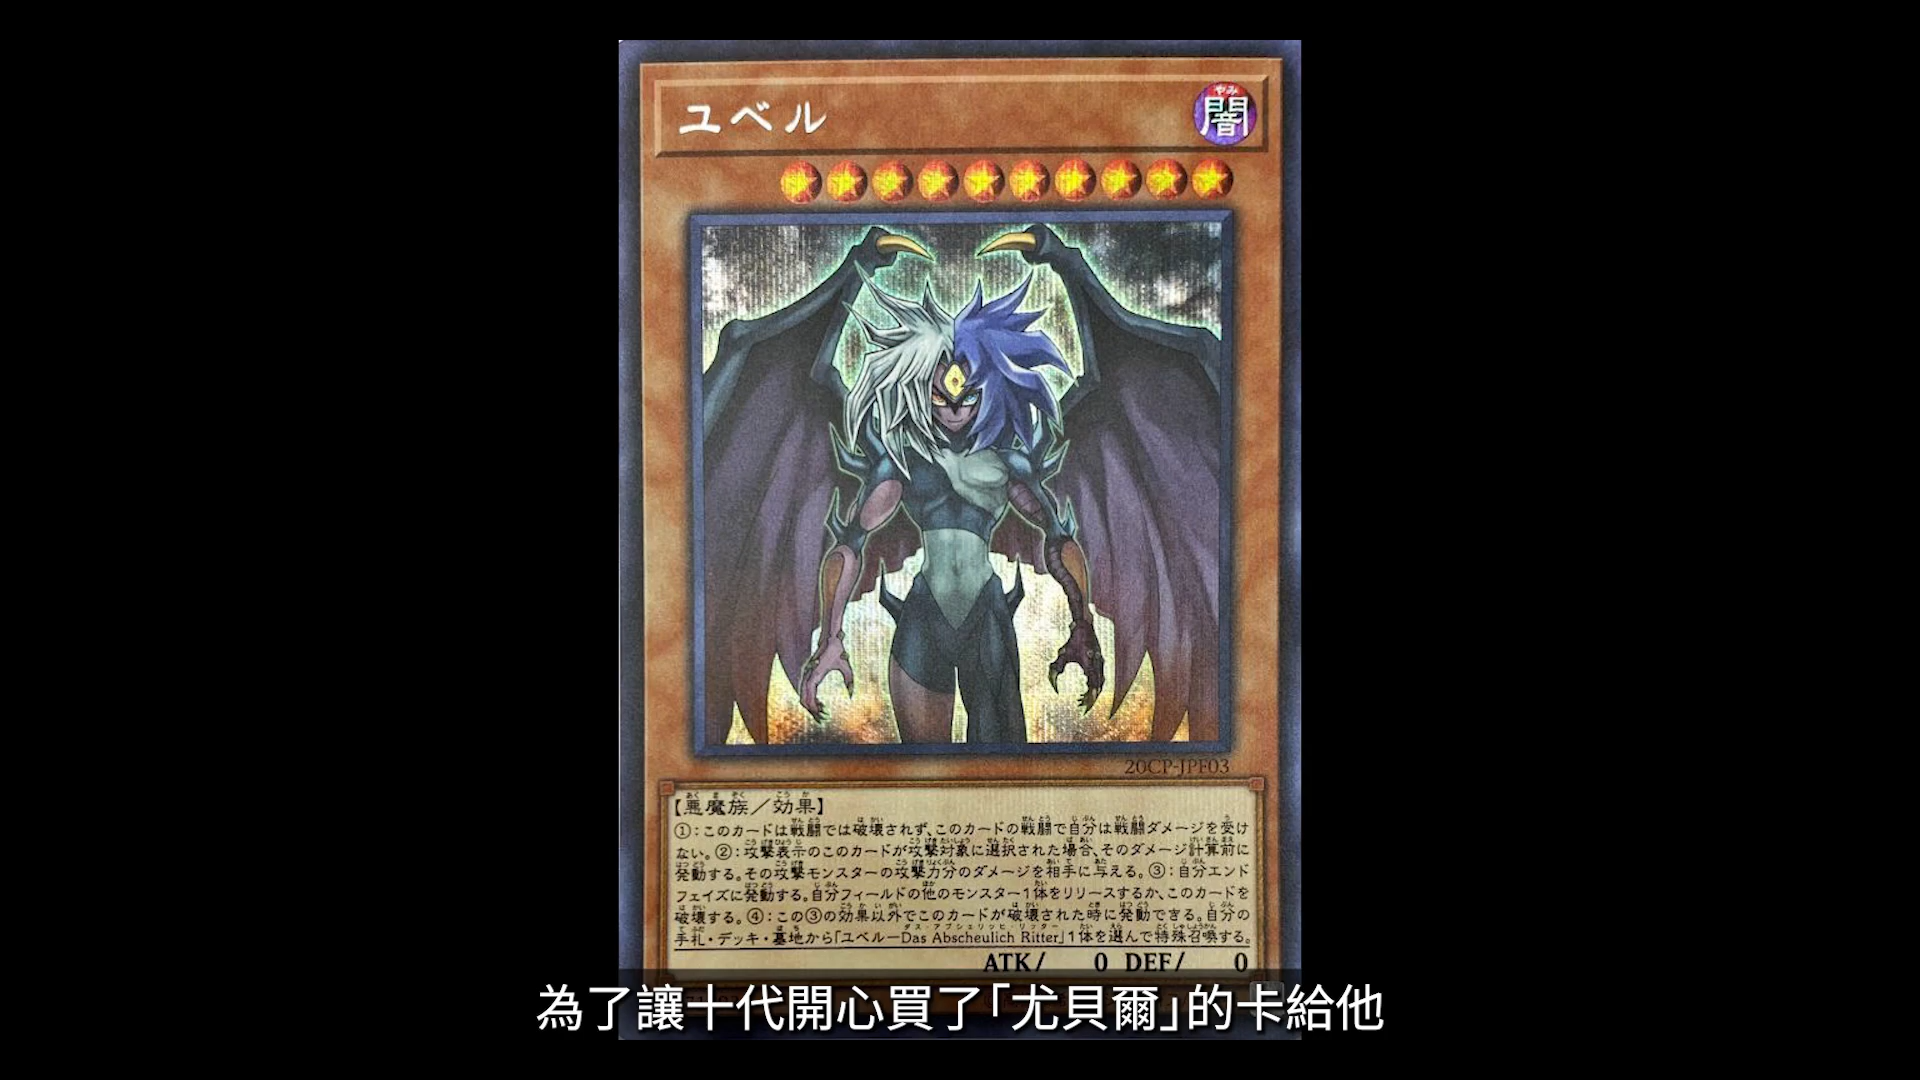 ユベル
やみ
闇
20CP-JPF03
【悪魔族／効果】
①：このカードは戦闘では破壊されず、このカードの戦闘で自分は戦闘ダメージを受け
ない。②：攻撃表示のこのカードが攻撃対象に選択された場合、そのダメージ計算前に
発動する。その攻撃モンスターの攻撃力分のダメージを相手に与える。③：自分エンド
フェイズに発動する。自分フィールドの他のモンスター1体をリリースするか、このカードを
破壊する。④：この③の効果以外でこのカードが破壊された時に発動できる。自分の
手札・デッキ・墓地から「ユベル－Das Abscheulich Ritter」1体を選んで特殊召喚する。
ATK/ 0 DEF/ 0
為了讓十代開心買了「尤貝爾」的卡給他